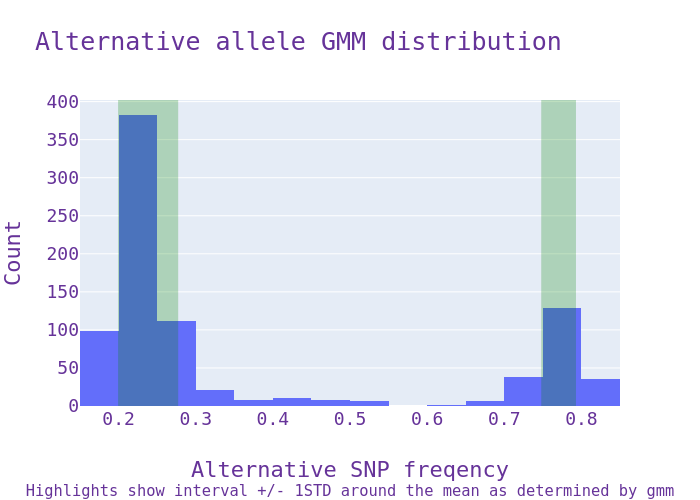 Alternative allele GMM distribution
400
350
300
250
200
150
100
50
0
Count
0.2 0.3 0.4 0.5 0.6 0.7 0.8
Alternative SNP freqency
Highlights show interval +/- 1STD around the mean as determined by gmm